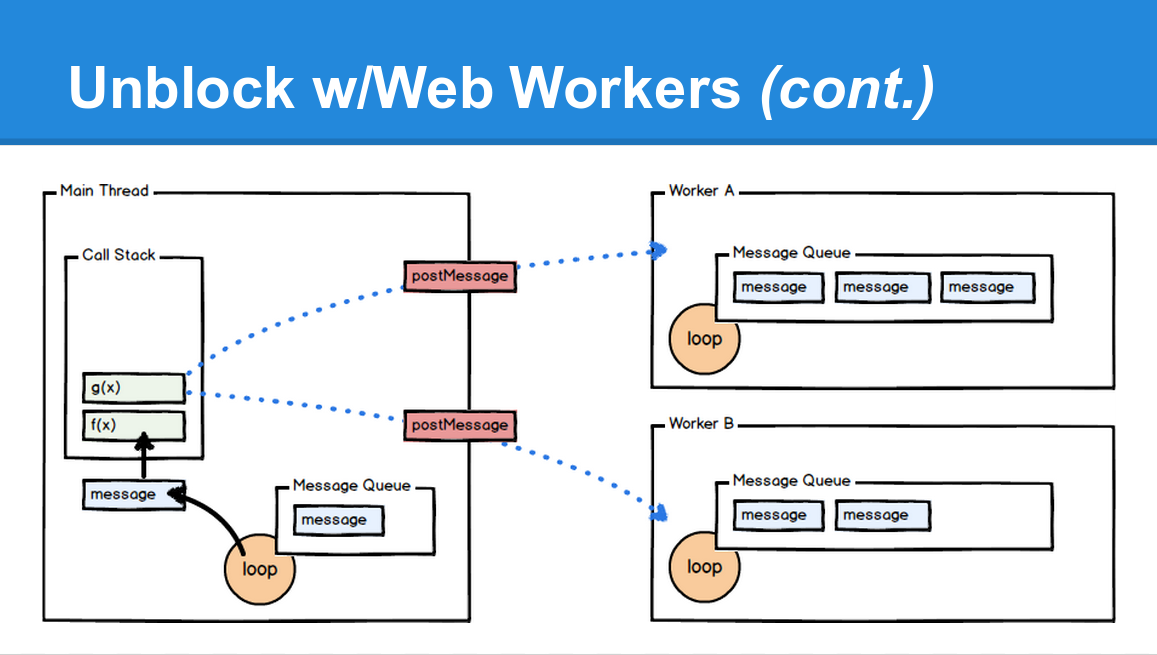 Unblock w/Web Workers (cont.)
Main Thread
Call Stack
g(x)
f(x)
message
loop
Message Queue
message
postMessage
postMessage
Worker A
Message Queue
message message message
loop
Worker B
Message Queue
message message
loop